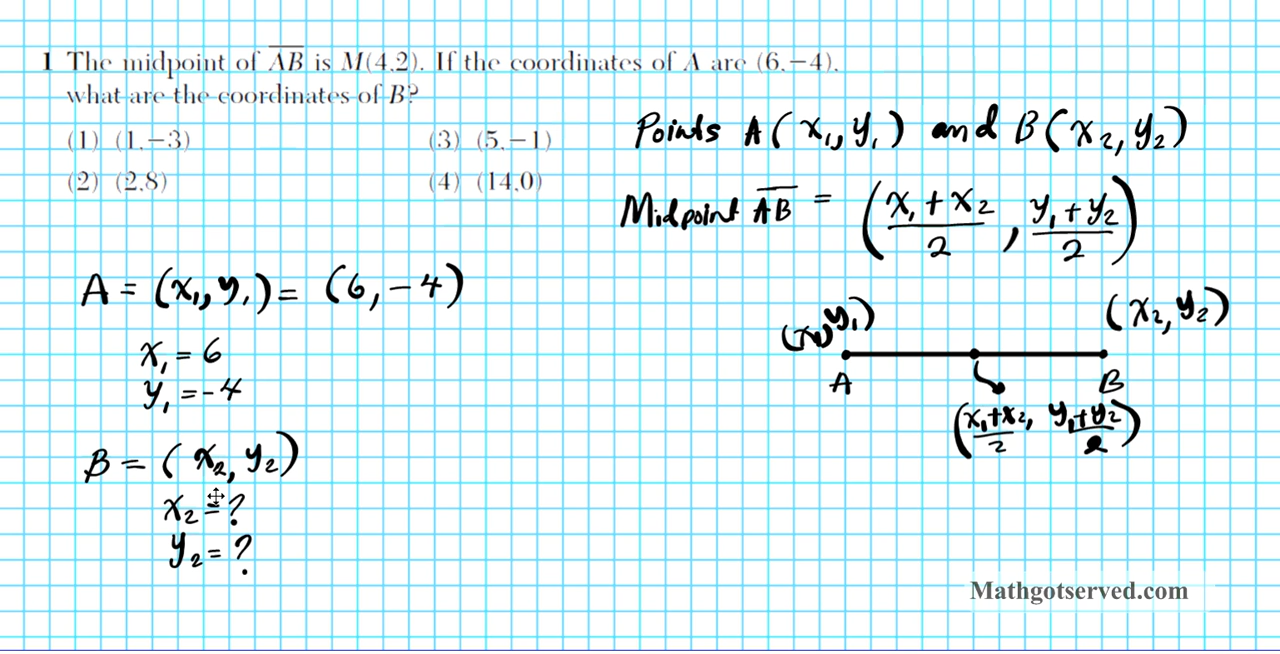 1 The midpoint of AB is M(4,2). If the coordinates of A are (6,−4),
what are the coordinates of B?
(1) (1,−3) (3) (5,−1)
(2) (2,8) (4) (14,0)
Points A(x₁, y₁) and B(x₂, y₂)
Midpoint AB = (x₁ + x₂ / 2, y₁ + y₂ / 2)
A = (x₁, y₁) = (6, −4)
x₁ = 6
y₁ = −4
B = (x₂, y₂)
x₂ = ?
y₂ = ?
(x₁, y₁) (x₂, y₂)
A B
(x₁+x₂ / 2, y₁+y₂ / 2)
Mathgotserved.com